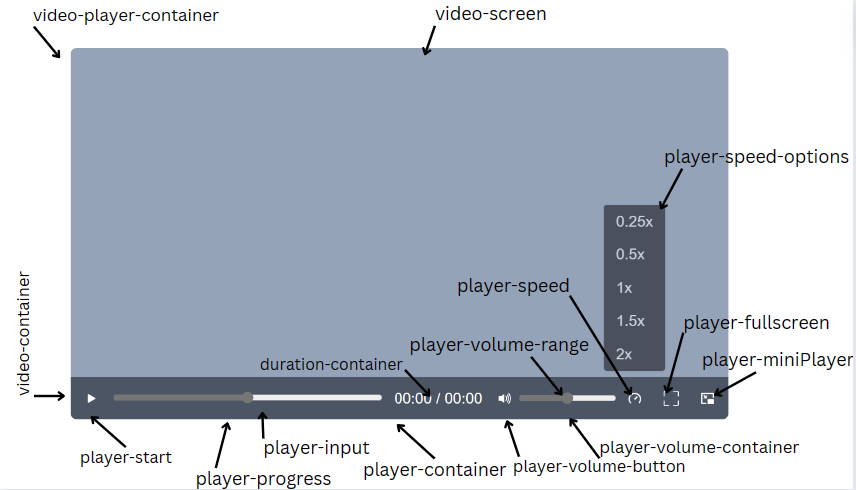 video-player-container
video-screen
player-speed-options
0.25x
0.5x
1x
1.5x
2x
player-speed
player-fullscreen
player-volume-range
player-miniPlayer
duration-container
video-container
00:00 / 00:00
player-start
player-input
player-progress
player-container
player-volume-container
player-volume-button